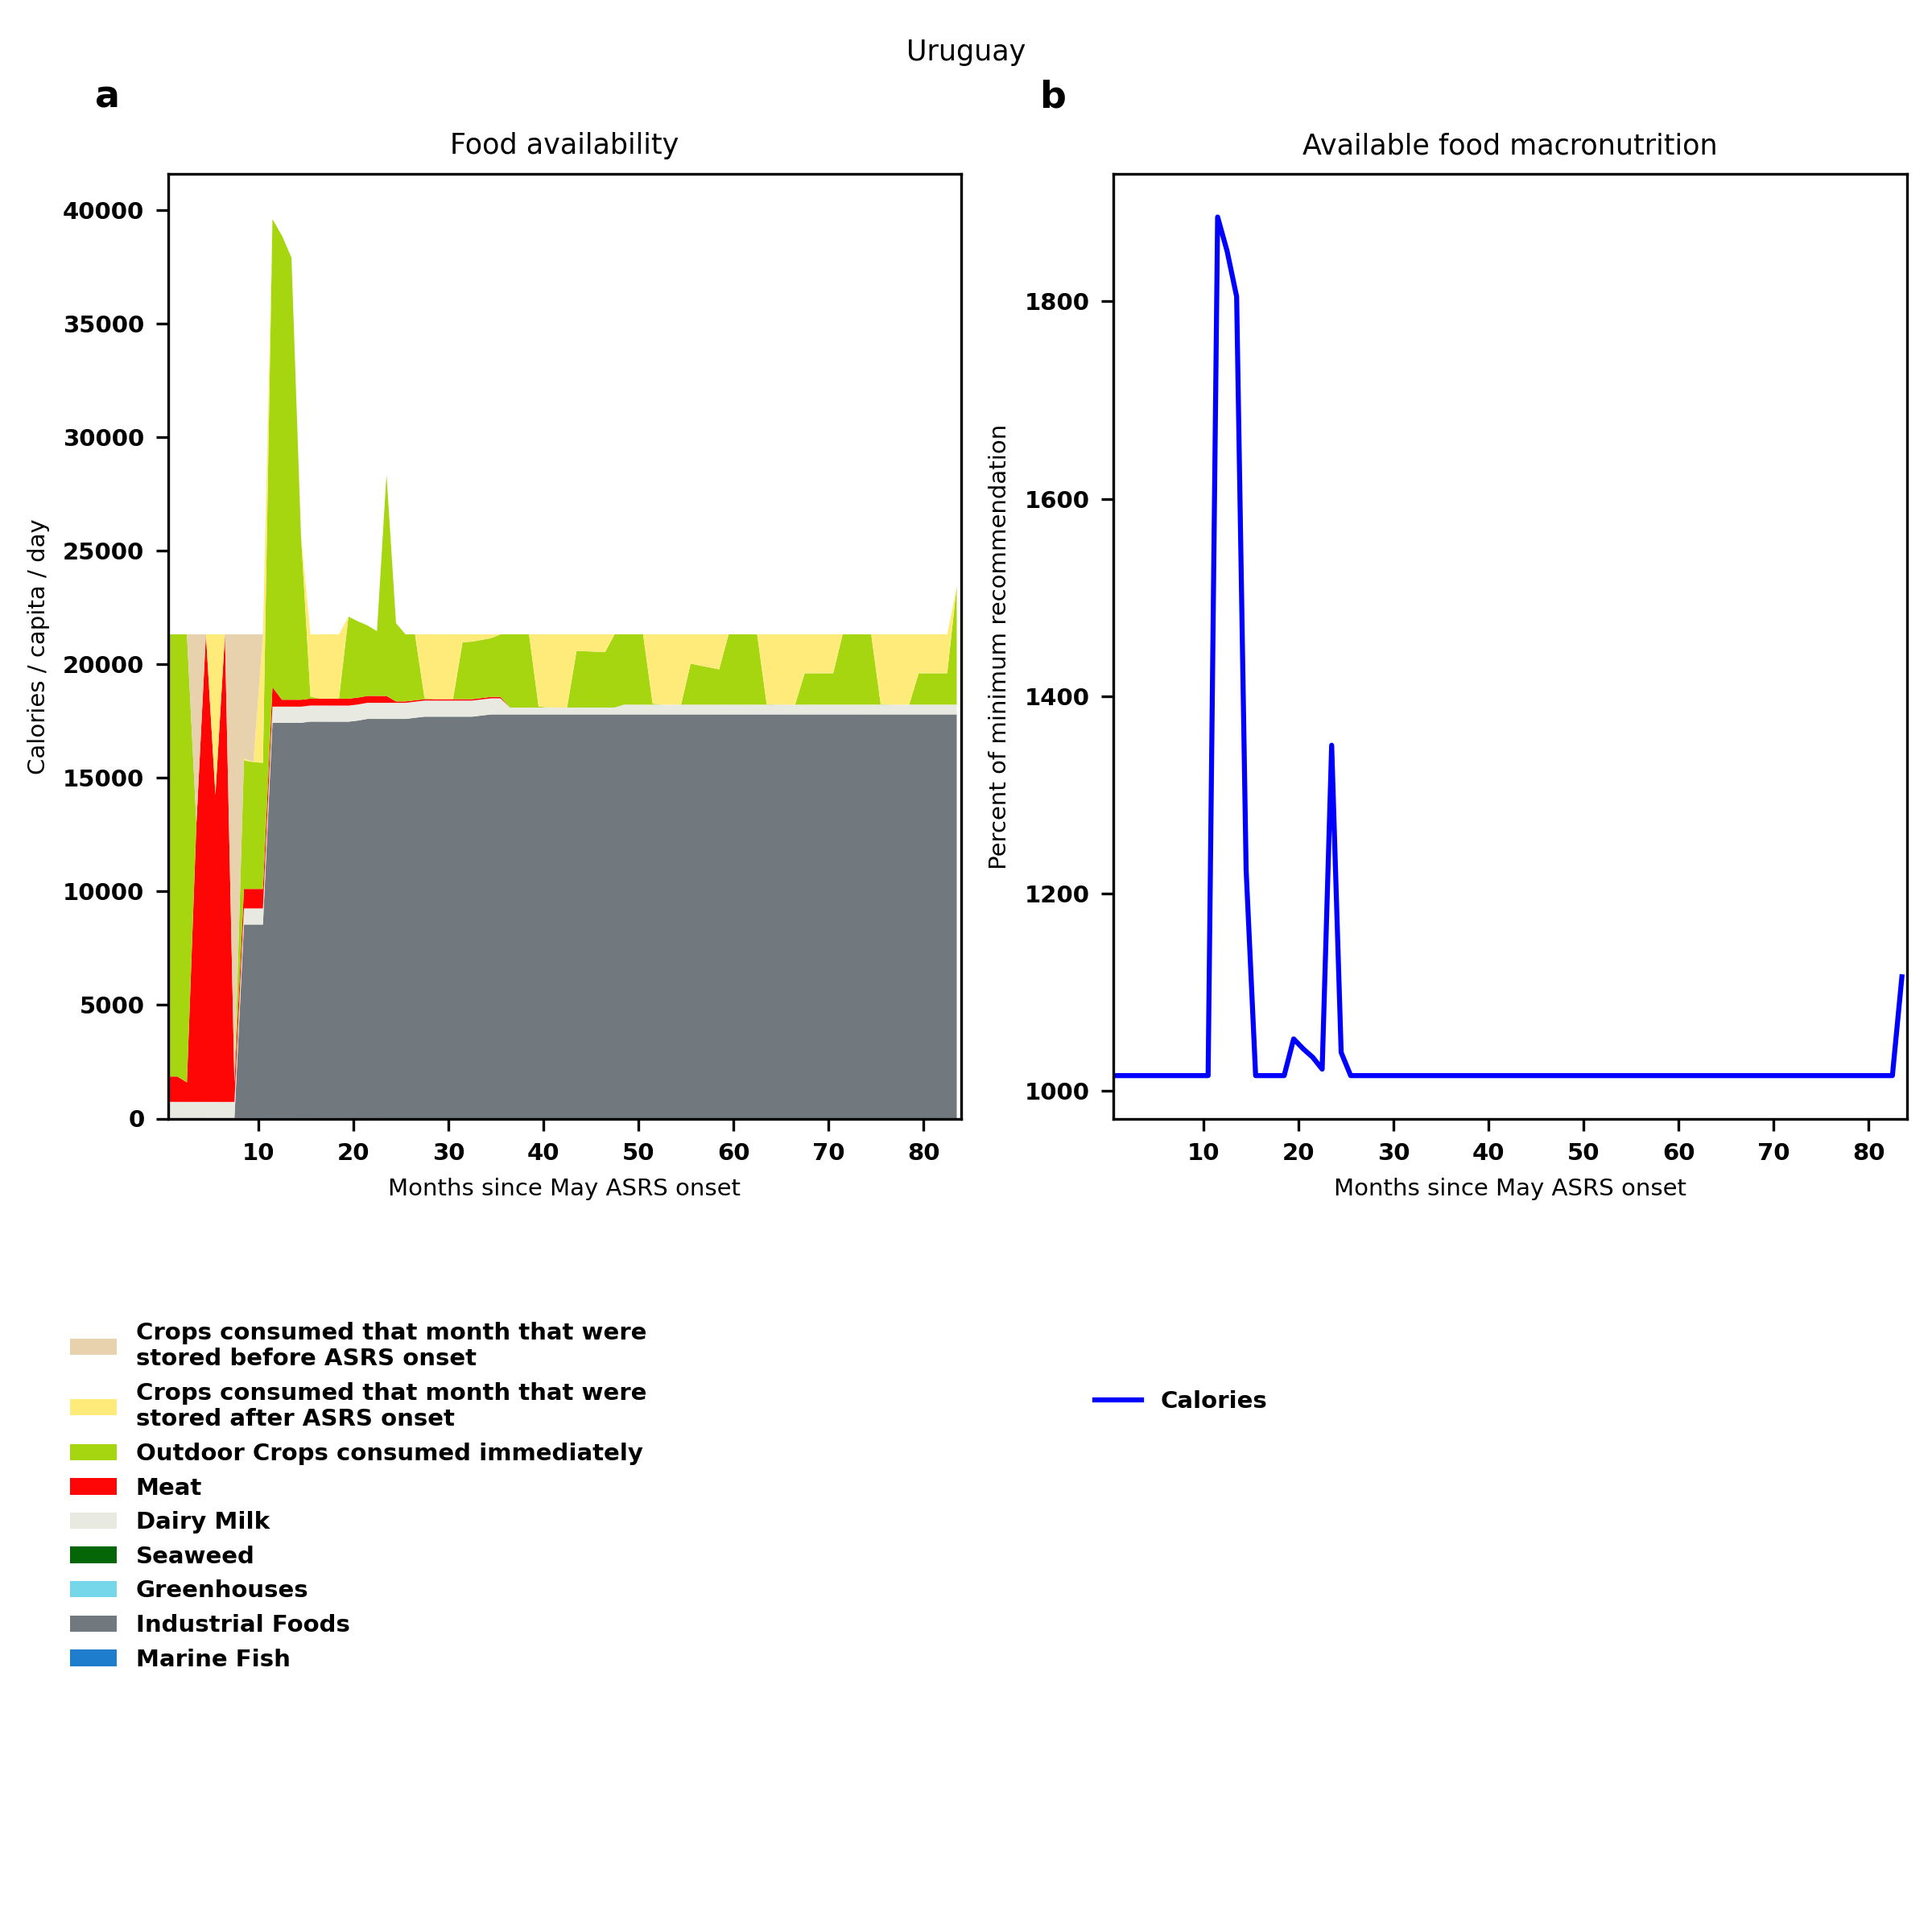 Uruguay
a
Food availability
40000
35000
30000
25000
20000
15000
10000
5000
0
Calories / capita / day
10 20 30 40 50 60 70 80
Months since May ASRS onset
b
Available food macronutrition
1800
1600
1400
1200
1000
Percent of minimum recommendation
10 20 30 40 50 60 70 80
Months since May ASRS onset
Crops consumed that month that were
stored before ASRS onset
Crops consumed that month that were
stored after ASRS onset
Outdoor Crops consumed immediately
Meat
Dairy Milk
Seaweed
Greenhouses
Industrial Foods
Marine Fish
Calories